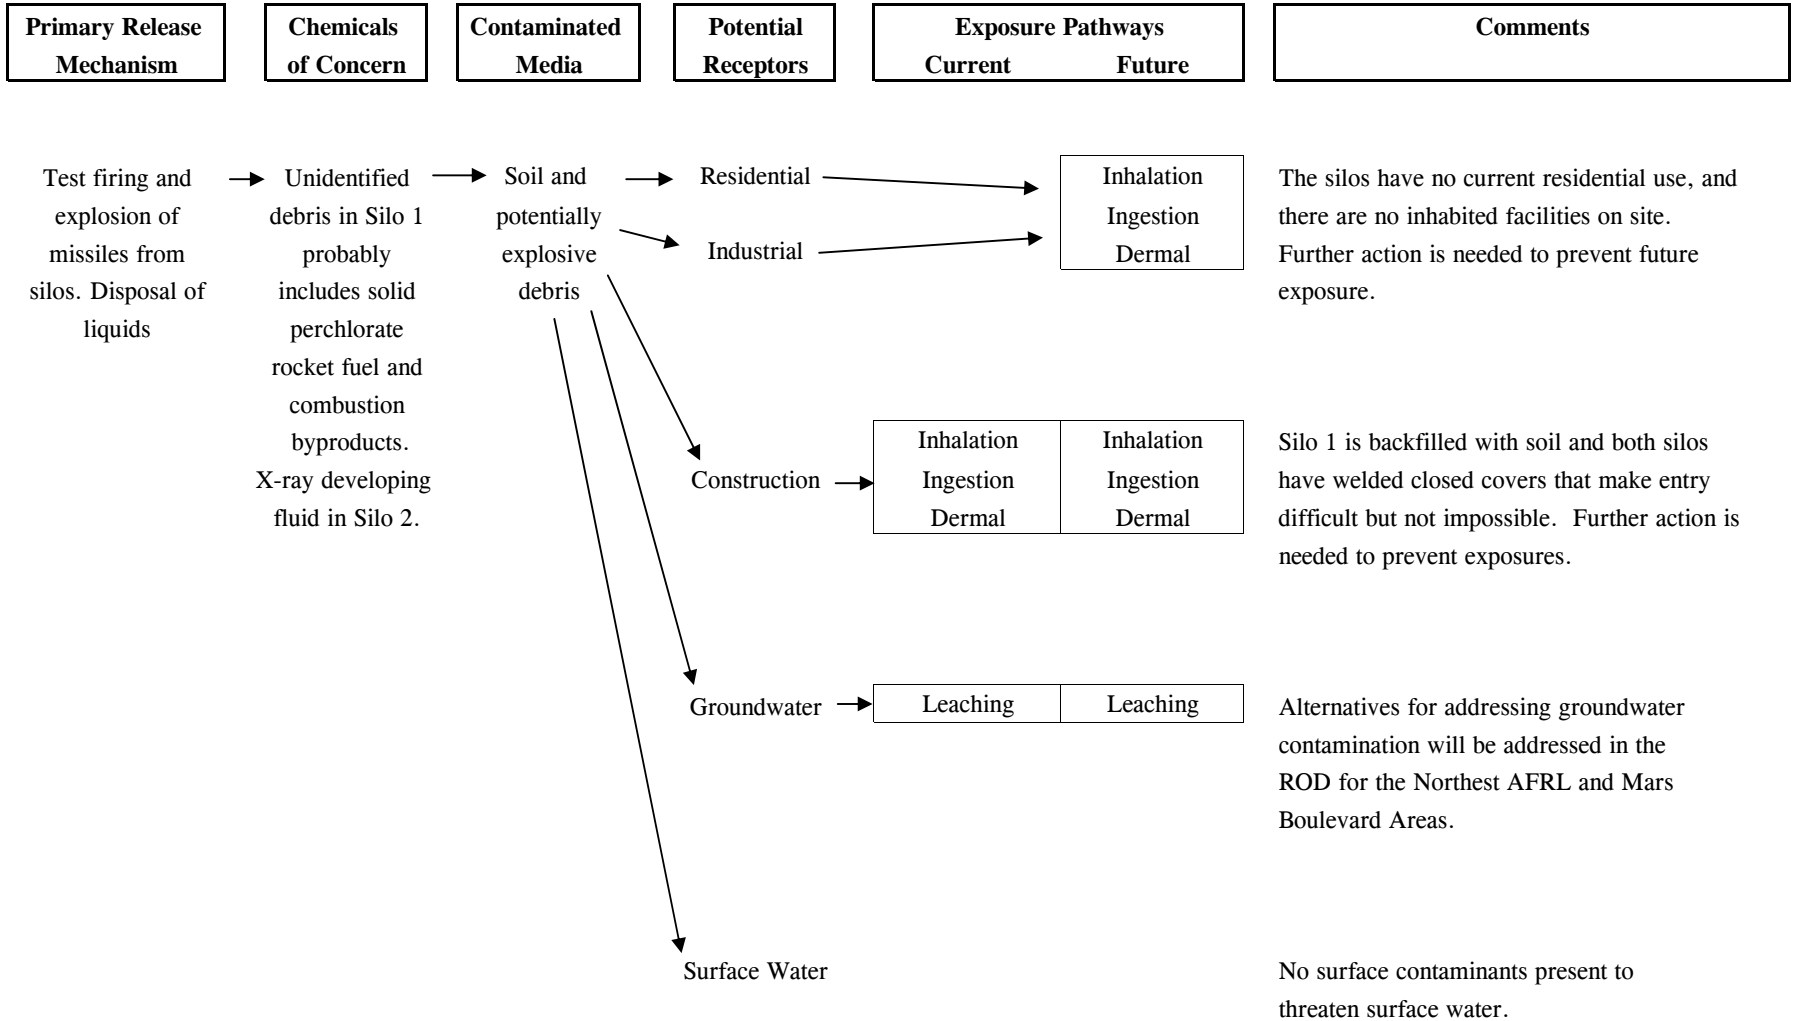 Primary Release
Mechanism
Chemicals
of Concern
Contaminated
Media
Potential
Receptors
Exposure Pathways
Current Future
Comments
Test firing and
explosion of
missiles from
silos. Disposal of
liquids
Unidentified
debris in Silo 1
probably
includes solid
perchlorate
rocket fuel and
combustion
byproducts.
X-ray developing
fluid in Silo 2.
Soil and
potentially
explosive
debris
Residential
Industrial
Inhalation
Ingestion
Dermal
The silos have no current residential use, and
there are no inhabited facilities on site.
Further action is needed to prevent future
exposure.
Construction
Inhalation
Ingestion
Dermal
Inhalation
Ingestion
Dermal
Silo 1 is backfilled with soil and both silos
have welded closed covers that make entry
difficult but not impossible. Further action is
needed to prevent exposures.
Groundwater
Leaching
Leaching
Alternatives for addressing groundwater
contamination will be addressed in the
ROD for the Northest AFRL and Mars
Boulevard Areas.
Surface Water
No surface contaminants present to
threaten surface water.